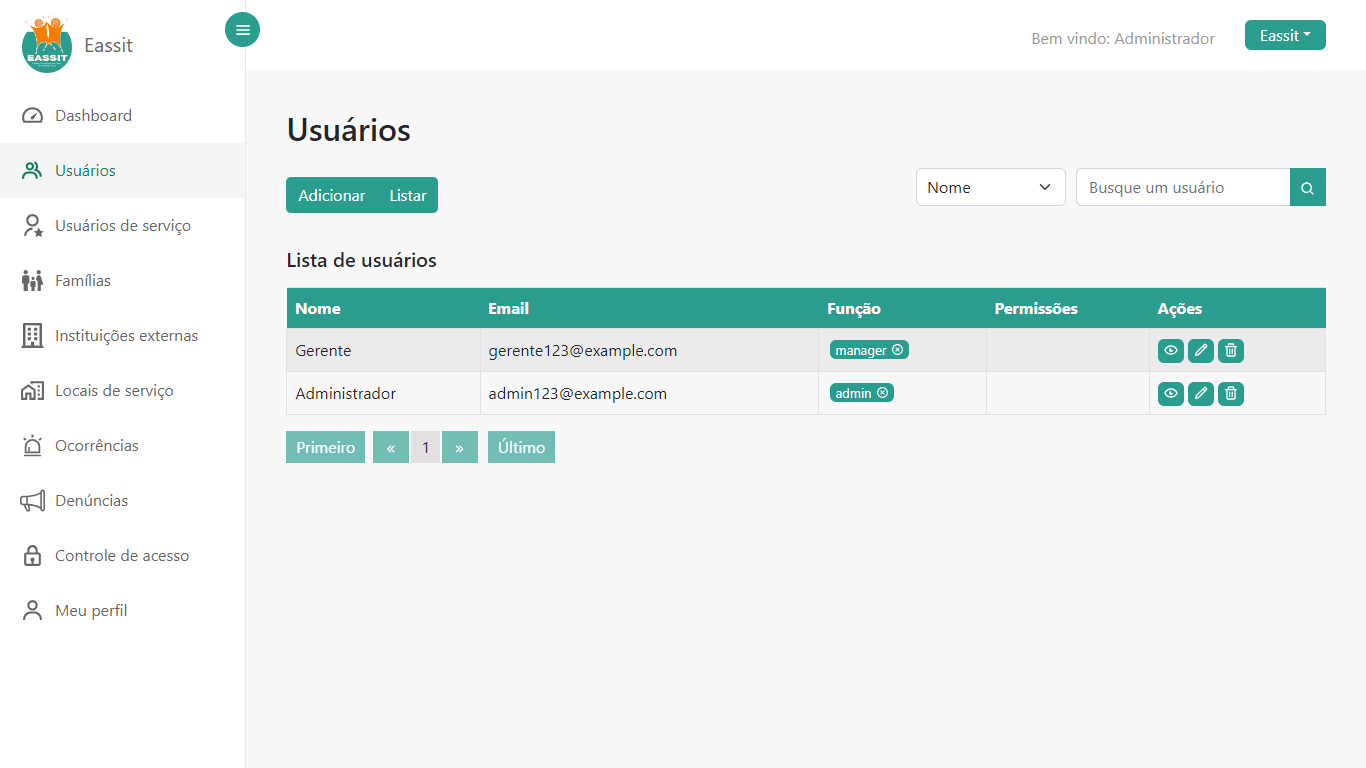 EASSIT
Eassit
Bem vindo: Administrador
Eassit
Dashboard
Usuários
Usuários de serviço
Famílias
Instituições externas
Locais de serviço
Ocorrências
Denúncias
Controle de acesso
Meu perfil
Usuários
Adicionar Listar
Nome
Busque um usuário
Lista de usuários
Nome Email Função Permissões Ações
Gerente gerente123@example.com manager
Administrador admin123@example.com admin
Primeiro « 1 » Último